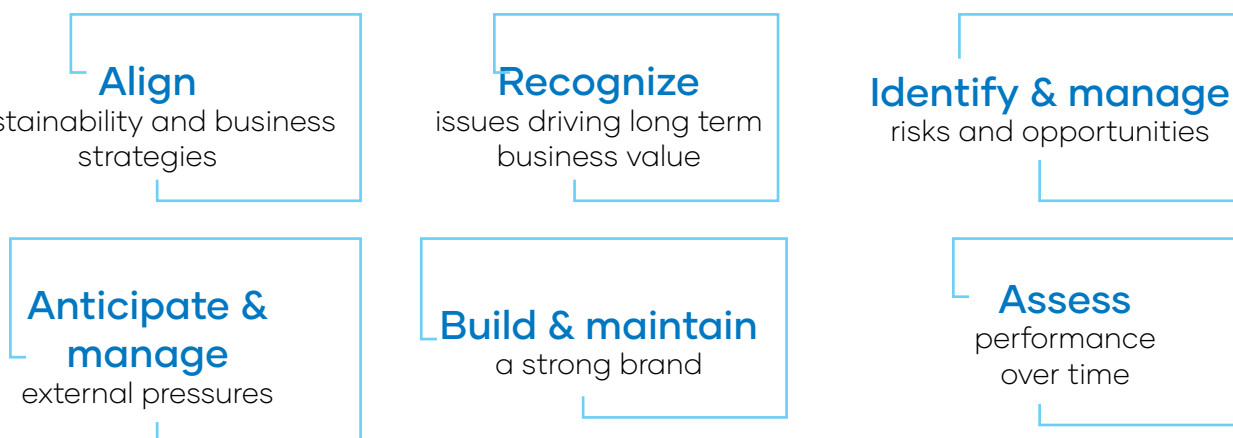 Align
stainability and business
strategies
Recognize
issues driving long term
business value
Identify & manage
risks and opportunities
Anticipate &
manage
external pressures
Build & maintain
a strong brand
Assess
performance
over time